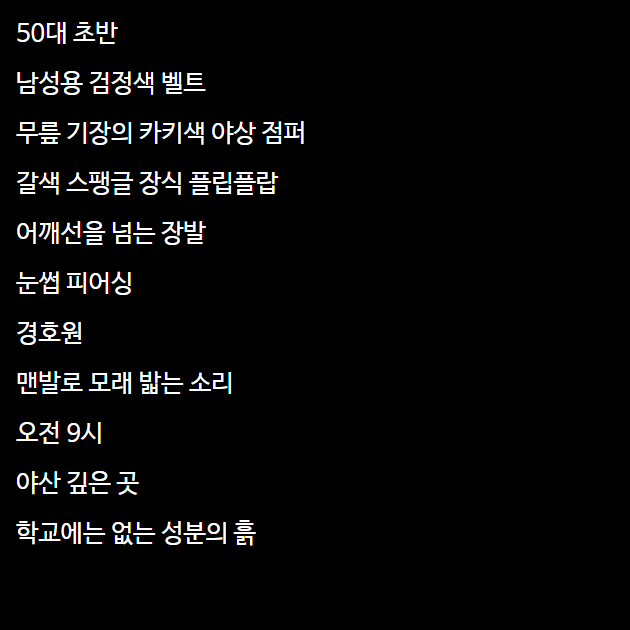 50대 초반
남성용 검정색 벨트
무릎 기장의 카키색 야상 점퍼
갈색 스팽글 장식 플립플랍
어깨선을 넘는 장발
눈썹 피어싱
경호원
맨발로 모래 밟는 소리
오전 9시
야산 깊은 곳
학교에는 없는 성분의 흙